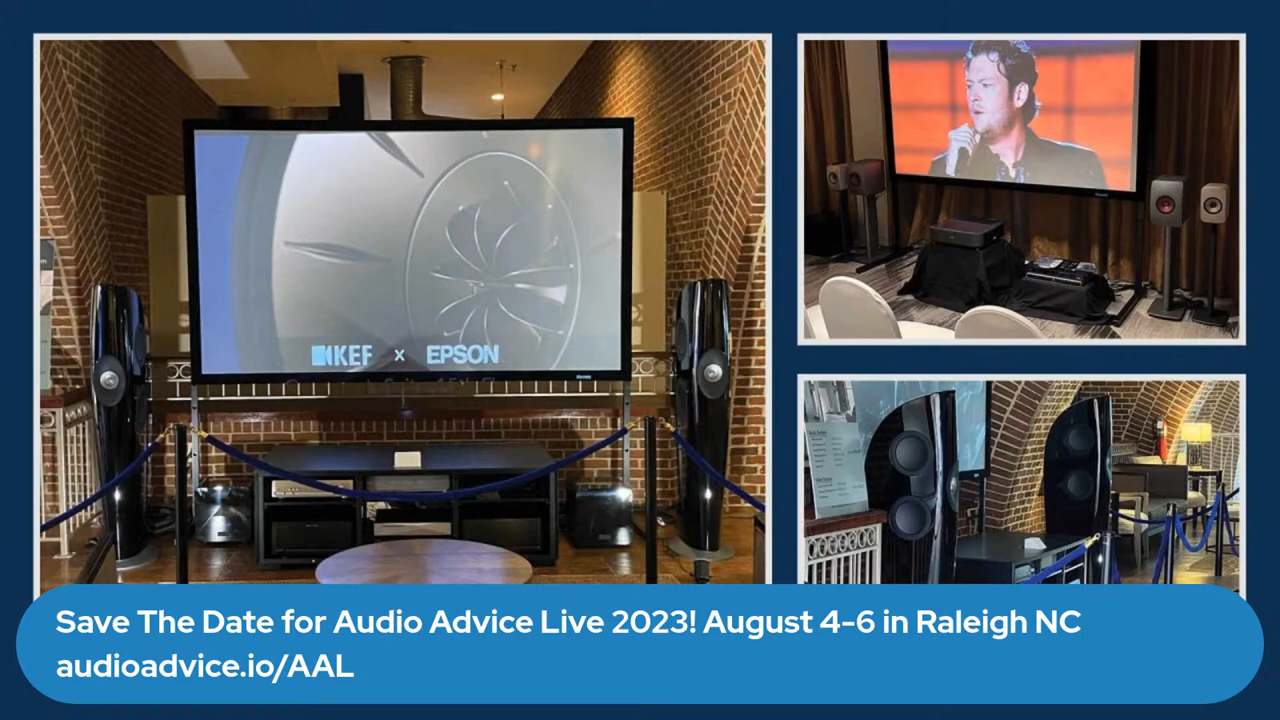 KEF x EPSON
Save The Date for Audio Advice Live 2023! August 4-6 in Raleigh NC
audioadvice.io/AAL